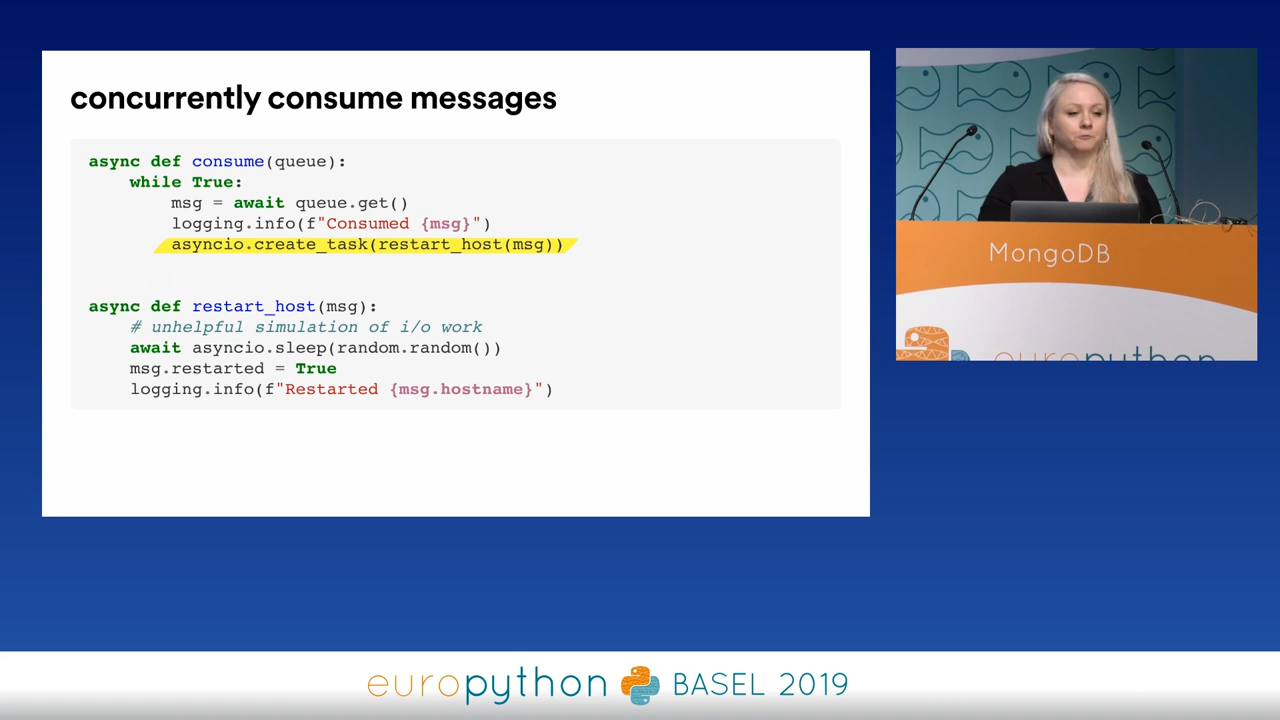 concurrently consume messages
async def consume(queue):
    while True:
        msg = await queue.get()
        logging.info(f"Consumed {msg}")
        asyncio.create_task(restart_host(msg))
async def restart_host(msg):
    # unhelpful simulation of i/o work
    await asyncio.sleep(random.random())
    msg.restarted = True
    logging.info(f"Restarted {msg.hostname}")
MongoDB
europython
europython BASEL 2019